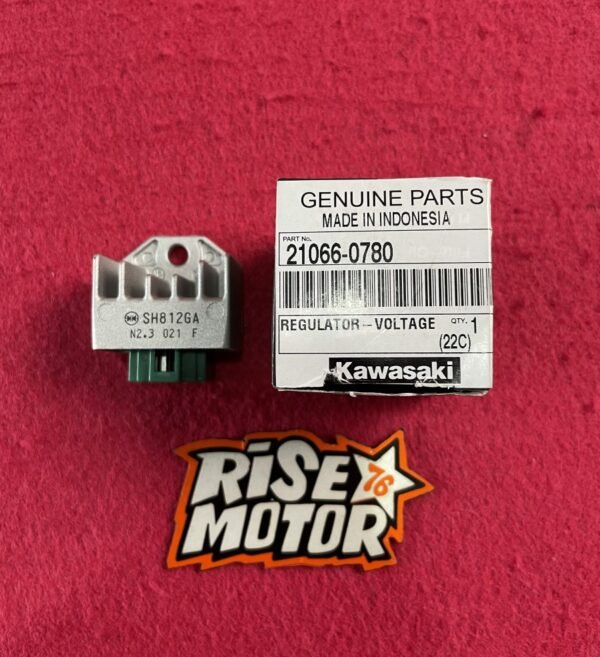 GENUINE PARTS
MADE IN INDONESIA
PART No.
21066-0780
REGULATOR-VOLTAGE QTY. 1
(22C)
Kawasaki
SH812GA
N2.3 021 F
RiSE 76
MOTOR